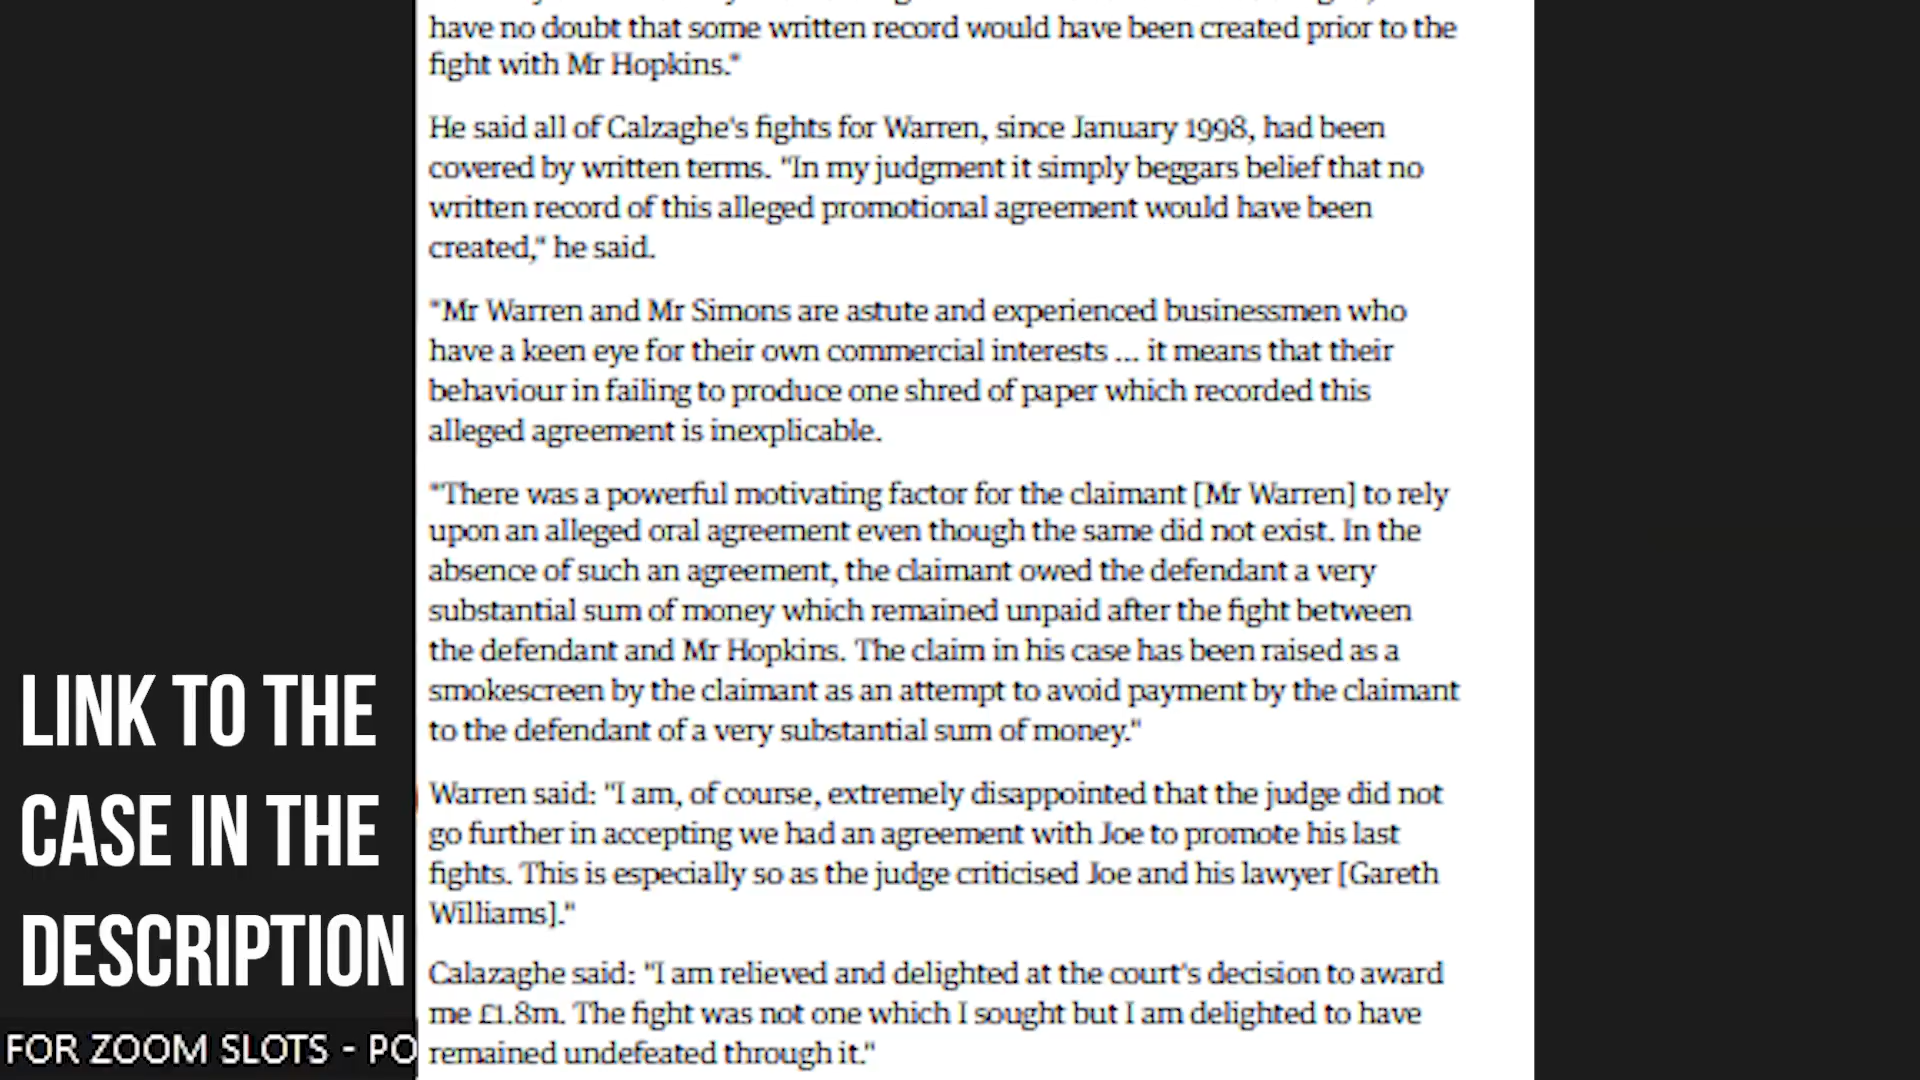 have no doubt that some written record would have been created prior to the
fight with Mr Hopkins."
He said all of Calzaghe's fights for Warren, since January 1998, had been
covered by written terms. "In my judgment it simply beggars belief that no
written record of this alleged promotional agreement would have been
created," he said.
"Mr Warren and Mr Simons are astute and experienced businessmen who
have a keen eye for their own commercial interests ... it means that their
behaviour in failing to produce one shred of paper which recorded this
alleged agreement is inexplicable.
"There was a powerful motivating factor for the claimant [Mr Warren] to rely
upon an alleged oral agreement even though the same did not exist. In the
absence of such an agreement, the claimant owed the defendant a very
substantial sum of money which remained unpaid after the fight between
the defendant and Mr Hopkins. The claim in his case has been raised as a
smokescreen by the claimant as an attempt to avoid payment by the claimant
to the defendant of a very substantial sum of money."
Warren said: "I am, of course, extremely disappointed that the judge did not
go further in accepting we had an agreement with Joe to promote his last
fights. This is especially so as the judge criticised Joe and his lawyer [Gareth
Williams]."
Calazaghe said: "I am relieved and delighted at the court's decision to award
me £1.8m. The fight was not one which I sought but I am delighted to have
remained undefeated through it."
LINK TO THE
CASE IN THE
DESCRIPTION
FOR ZOOM SLOTS - PO